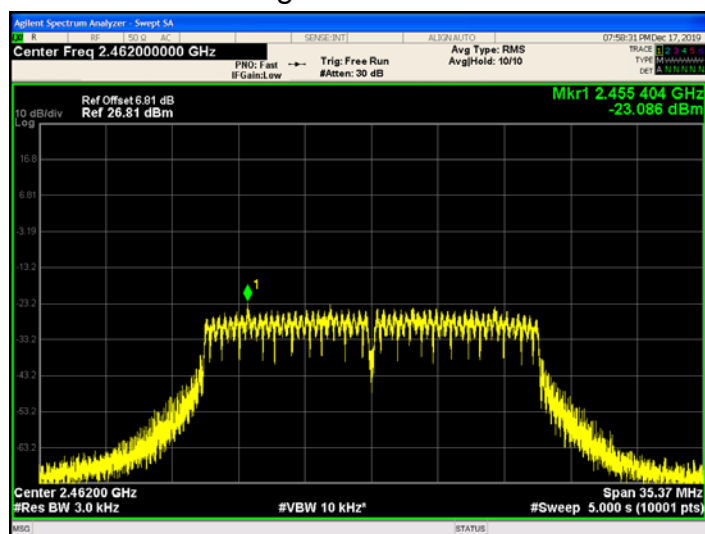 Agilent Spectrum Analyzer - Swept SA
R RF 50 Ω AC SENSE:INT ALIGNAUTO 07:58:31 PM Dec 17, 2019
Center Freq 2.462000000 GHz
PNO: Fast
IFGain:Low
Trig: Free Run
#Atten: 30 dB
Avg Type: RMS
Avg|Hold: 10/10
TRACE 1 2 3 4 5 6
TYPE M
DET A N N N N N
Mkr1 2.455 404 GHz
-23.086 dBm
Ref Offset 6.81 dB
10 dB/div Ref 26.81 dBm
Log
16.8
6.81
-3.19
-13.2
1
-23.2
-33.2
-43.2
-53.2
-63.2
Center 2.46200 GHz Span 35.37 MHz
#Res BW 3.0 kHz #VBW 10 kHz* #Sweep 5.000 s (10001 pts)
MSG STATUS